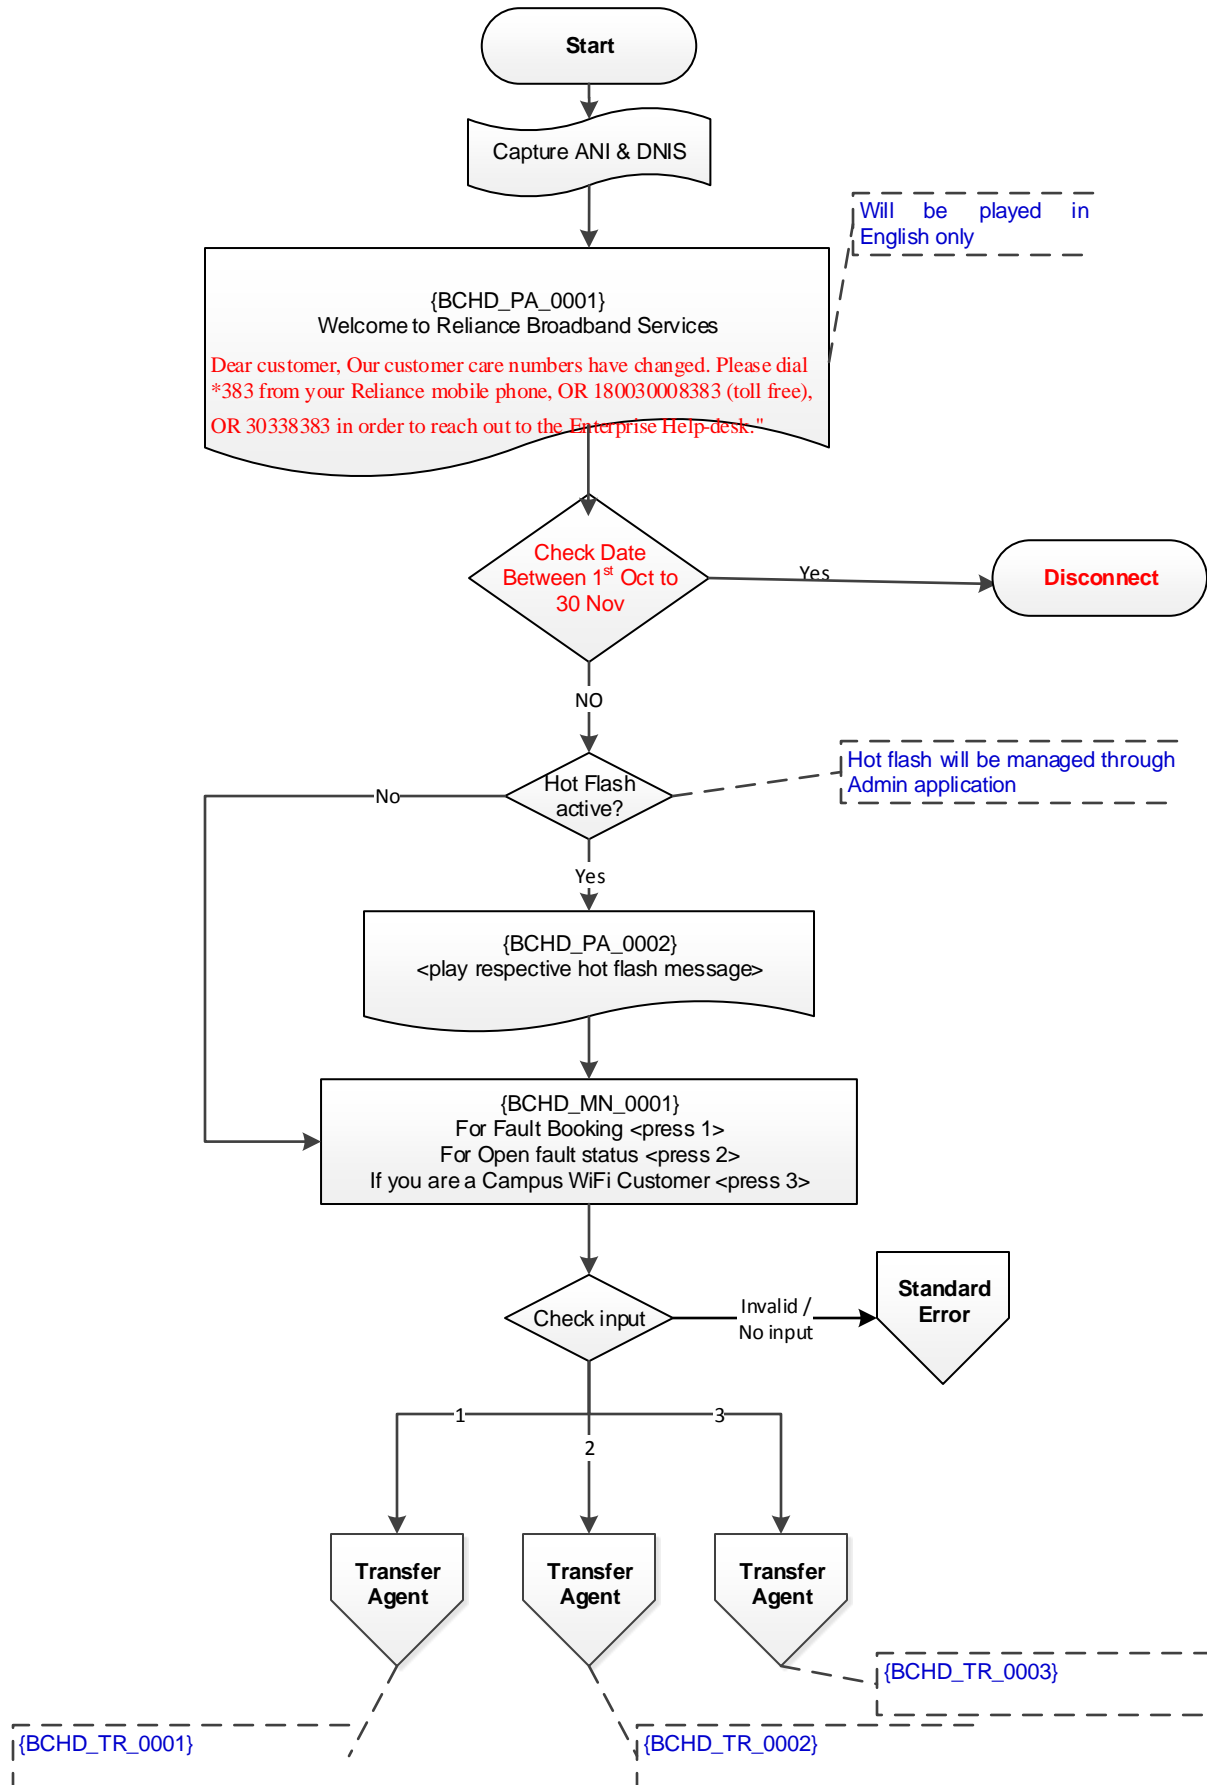 Start
Capture ANI & DNIS
Will be played in
English only
{BCHD_PA_0001}
Welcome to Reliance Broadband Services
Dear customer, Our customer care numbers have changed. Please dial
*383 from your Reliance mobile phone, OR 180030008383 (toll free),
OR 30338383 in order to reach out to the Enterprise Help-desk."
Check Date
Between 1st Oct to
30 Nov
Yes
Disconnect
NO
Hot flash will be managed through
Admin application
Hot Flash
active?
No
Yes
{BCHD_PA_0002}
<play respective hot flash message>
{BCHD_MN_0001}
For Fault Booking <press 1>
For Open fault status <press 2>
If you are a Campus WiFi Customer <press 3>
Check input
Invalid /
No input
Standard
Error
1
2
3
Transfer
Agent
Transfer
Agent
Transfer
Agent
{BCHD_TR_0003}
{BCHD_TR_0001}
{BCHD_TR_0002}